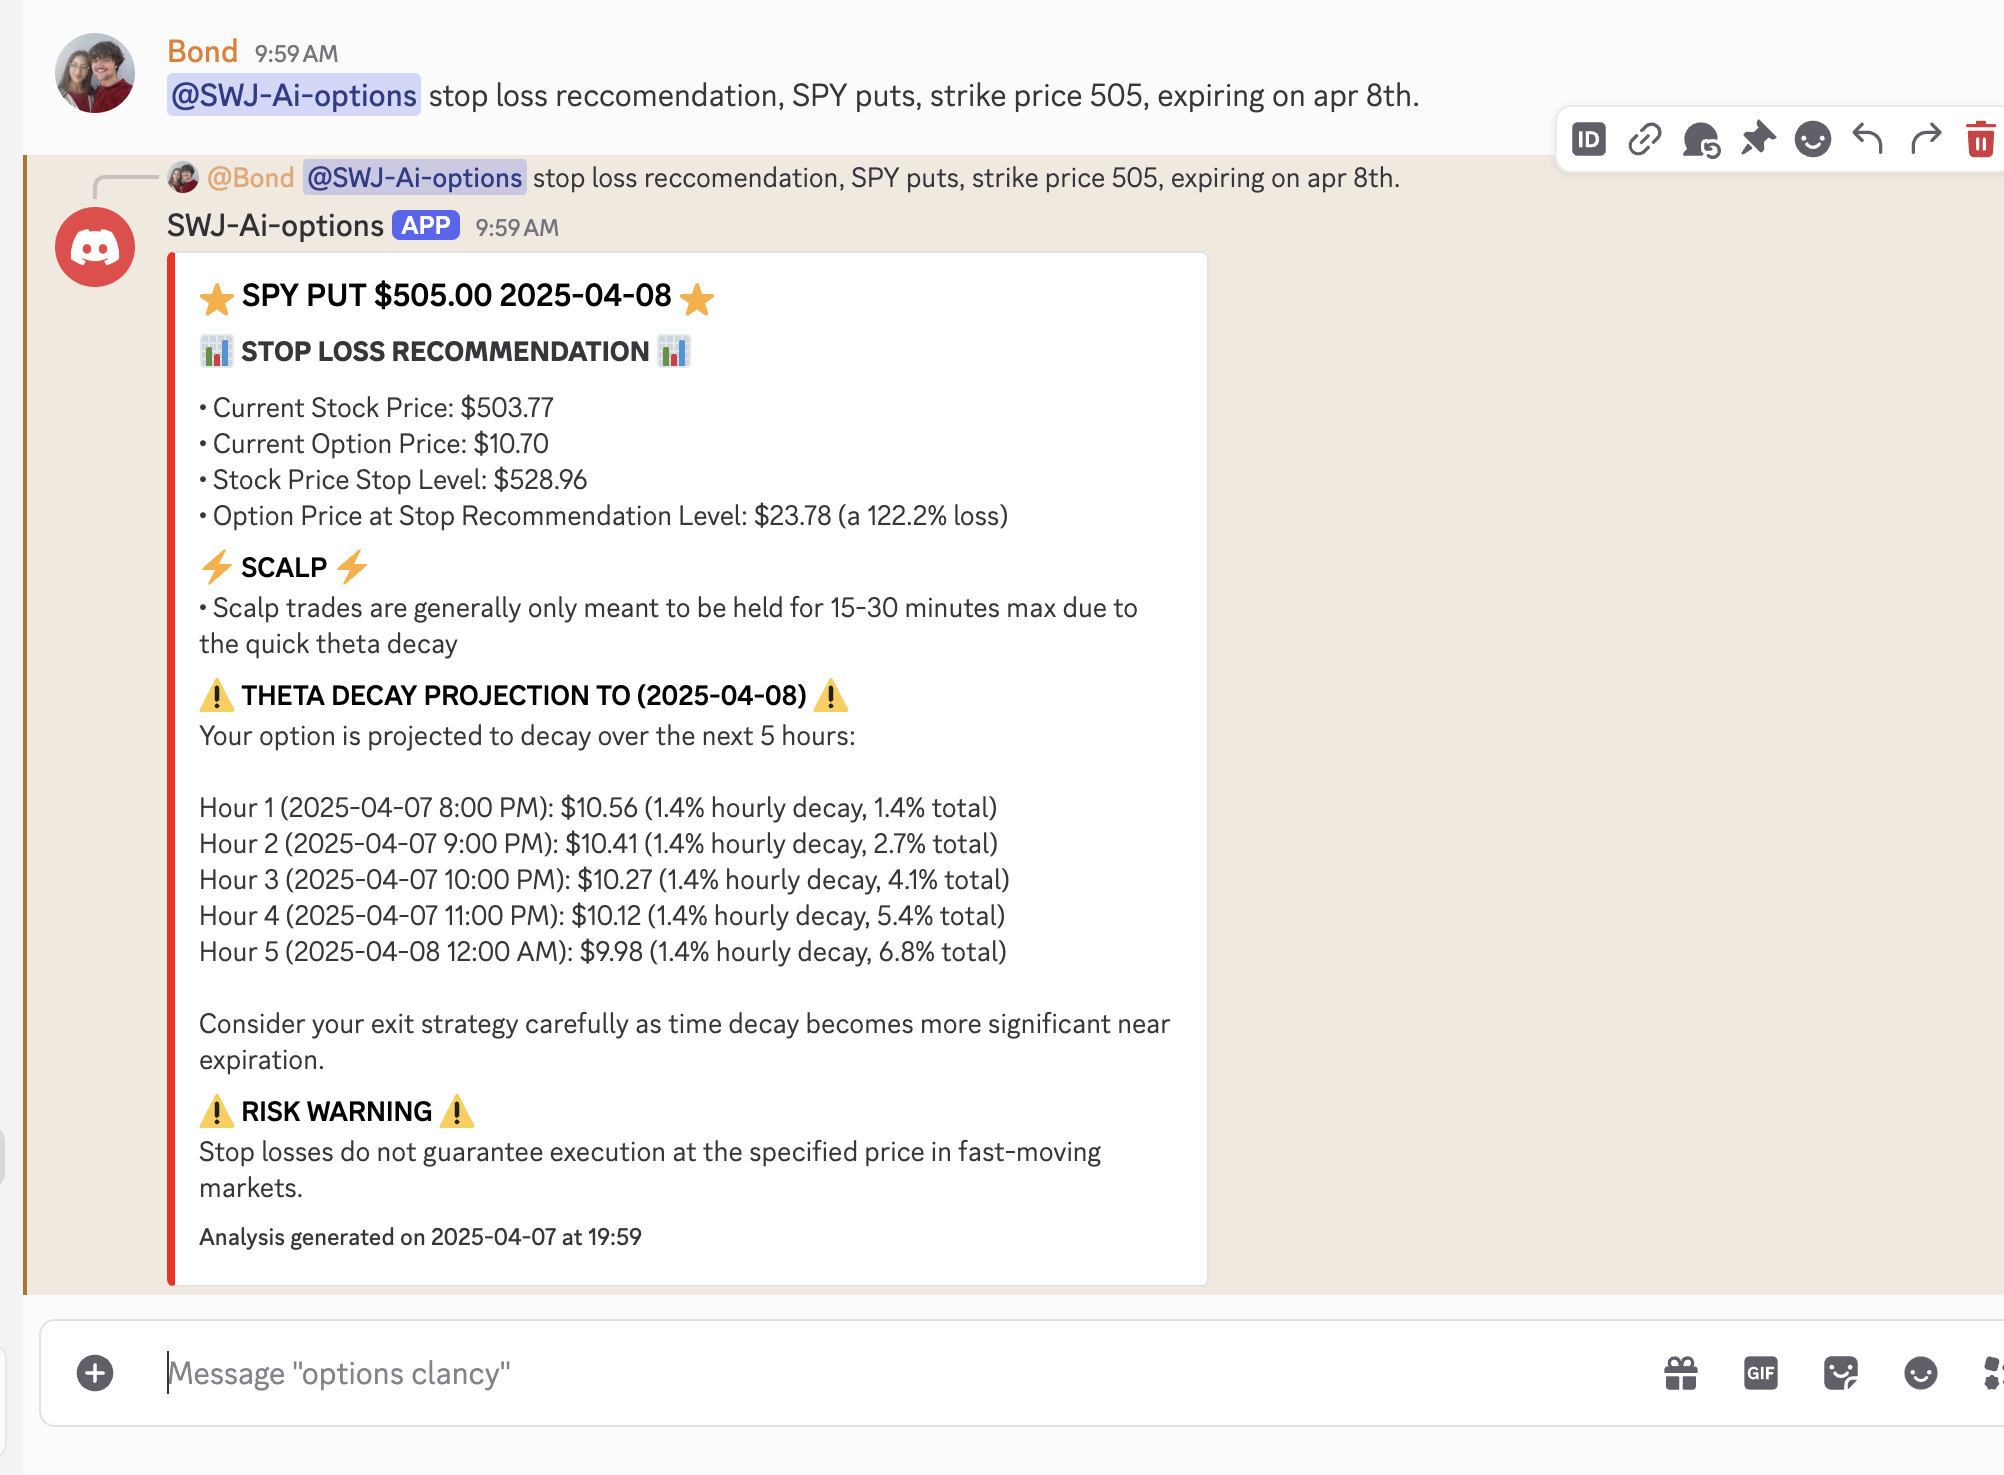 Bond 9:59 AM
@SWJ-Ai-options stop loss reccomendation, SPY puts, strike price 505, expiring on apr 8th.
ID
@Bond @SWJ-Ai-options stop loss reccomendation, SPY puts, strike price 505, expiring on apr 8th.
SWJ-Ai-options APP 9:59 AM
SPY PUT $505.00 2025-04-08
STOP LOSS RECOMMENDATION
• Current Stock Price: $503.77
• Current Option Price: $10.70
• Stock Price Stop Level: $528.96
• Option Price at Stop Recommendation Level: $23.78 (a 122.2% loss)
SCALP
• Scalp trades are generally only meant to be held for 15-30 minutes max due to
the quick theta decay
THETA DECAY PROJECTION TO (2025-04-08)
Your option is projected to decay over the next 5 hours:
Hour 1 (2025-04-07 8:00 PM): $10.56 (1.4% hourly decay, 1.4% total)
Hour 2 (2025-04-07 9:00 PM): $10.41 (1.4% hourly decay, 2.7% total)
Hour 3 (2025-04-07 10:00 PM): $10.27 (1.4% hourly decay, 4.1% total)
Hour 4 (2025-04-07 11:00 PM): $10.12 (1.4% hourly decay, 5.4% total)
Hour 5 (2025-04-08 12:00 AM): $9.98 (1.4% hourly decay, 6.8% total)
Consider your exit strategy carefully as time decay becomes more significant near
expiration.
RISK WARNING
Stop losses do not guarantee execution at the specified price in fast-moving
markets.
Analysis generated on 2025-04-07 at 19:59
Message "options clancy"
GIF